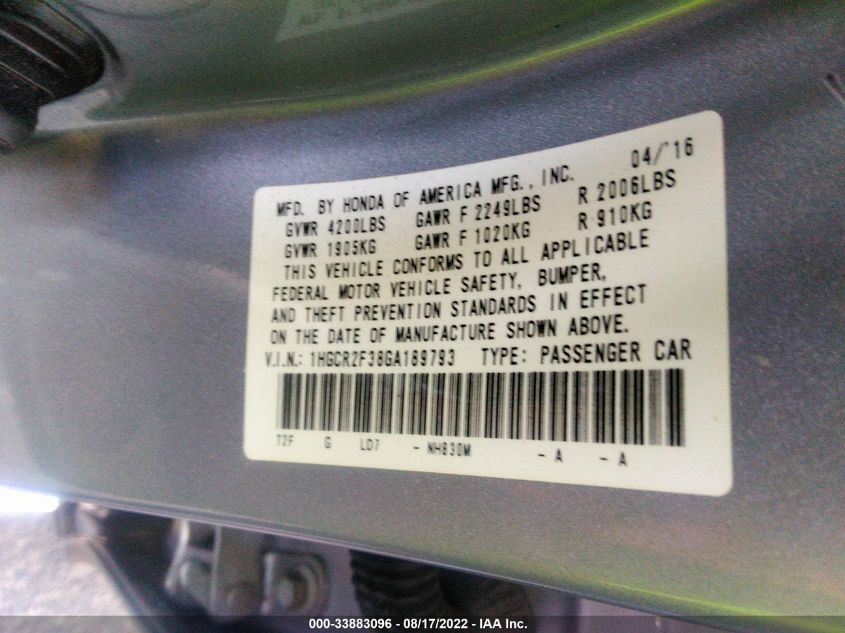 04/'16
MFD. BY HONDA OF AMERICA MFG., INC.
GVWR 4200LBS GAWR F 2249LBS R 2006LBS
GVWR 1905KG GAWR F 1020KG R 910KG
THIS VEHICLE CONFORMS TO ALL APPLICABLE
FEDERAL MOTOR VEHICLE SAFETY, BUMPER,
AND THEFT PREVENTION STANDARDS IN EFFECT
ON THE DATE OF MANUFACTURE SHOWN ABOVE.
V.I.N.: 1HGCR2F38GA189793 TYPE: PASSENGER CAR
T2F G LD7 - NH830M - A - A
000-33883096 - 08/17/2022 - IAA Inc.